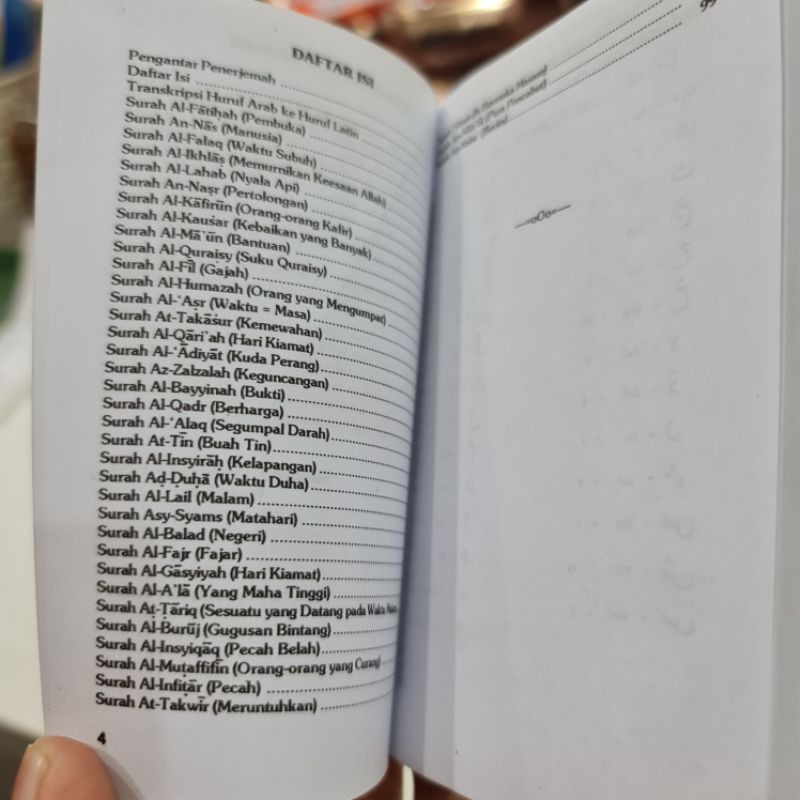 DAFTAR ISI
Pengantar Penerjemah
Daftar Isi
Transkripsi Huruf Arab ke Huruf Latin
Surah Al-Fātiḥah (Pembuka)
Surah An-Nās (Manusia)
Surah Al-Falaq (Waktu Subuh)
Surah Al-Ikhlāṣ (Memurnikan Keesaan Allah)
Surah Al-Lahab (Nyala Api)
Surah An-Naṣr (Pertolongan)
Surah Al-Kāfirūn (Orang-orang Kafir)
Surah Al-Kauṡar (Kebaikan yang Banyak)
Surah Al-Mā'ūn (Bantuan)
Surah Al-Quraisy (Suku Quraisy)
Surah Al-Fīl (Gajah)
Surah Al-Humazah (Orang yang Mengumpat)
Surah Al-'Aṣr (Waktu = Masa)
Surah At-Takāṡur (Kemewahan)
Surah Al-Qāri'ah (Hari Kiamat)
Surah Al-'Ādiyāt (Kuda Perang)
Surah Az-Zalzalah (Keguncangan)
Surah Al-Bayyinah (Bukti)
Surah Al-Qadr (Berharga)
Surah Al-'Alaq (Segumpal Darah)
Surah At-Tīn (Buah Tin)
Surah Al-Insyirāḥ (Kelapangan)
Surah Aḍ-Ḍuḥā (Waktu Duha)
Surah Al-Lail (Malam)
Surah Asy-Syams (Matahari)
Surah Al-Balad (Negeri)
Surah Al-Fajr (Fajar)
Surah Al-Gāsyiyah (Hari Kiamat)
Surah Al-A'lā (Yang Maha Tinggi)
Surah Aṭ-Ṭāriq (Sesuatu yang Datang pada Waktu
Surah Al-Burūj (Gugusan Bintang)
Surah Al-Insyiqāq (Pecah Belah)
Surah Al-Muṭaffifīn (Orang-orang yang Curang)
Surah Al-Infiṭār (Pecah)
Surah At-Takwīr (Meruntuhkan)
4
99
—oOo—